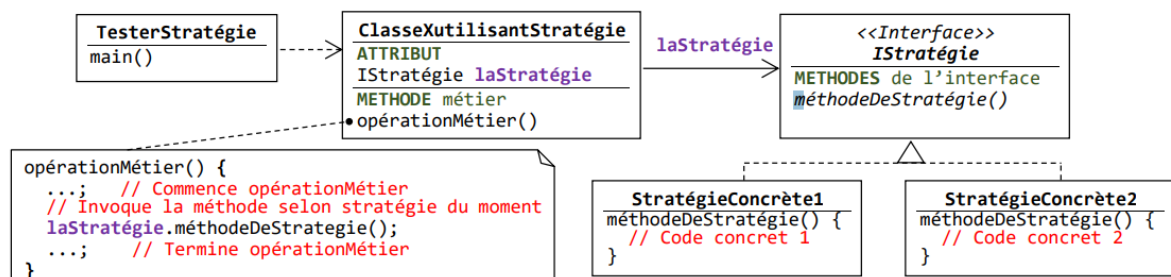 TesterStratégie
main()
ClasseXutilisantStratégie
ATTRIBUT
IStratégie laStratégie
METHODE métier
opérationMétier()
laStratégie
<<Interface>>
IStratégie
METHODES de l’interface
méthodeDeStratégie()
opérationMétier() {
...; // Commence opérationMétier
// Invoque la méthode selon stratégie du moment
laStratégie.méthodeDeStrategie();
...; // Termine opérationMétier
}
StratégieConcrète1
méthodeDeStratégie() {
// Code concret 1
}
StratégieConcrète2
méthodeDeStratégie() {
// Code concret 2
}